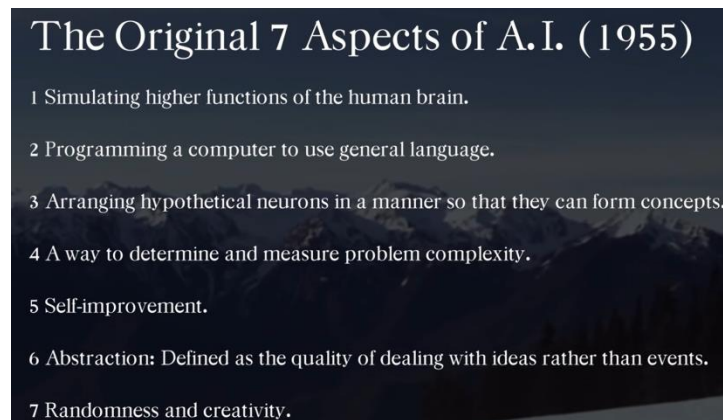 The Original 7 Aspects of A.I. (1955)
1 Simulating higher functions of the human brain.
2 Programming a computer to use general language.
3 Arranging hypothetical neurons in a manner so that they can form concepts.
4 A way to determine and measure problem complexity.
5 Self-improvement.
6 Abstraction: Defined as the quality of dealing with ideas rather than events.
7 Randomness and creativity.